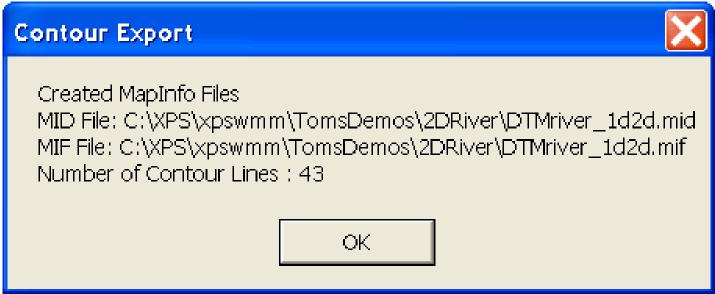 Contour Export
Created MapInfo Files
MID File: C:\XPS\xpswmm\TomsDemos\2DRiver\DTMriver_1d2d.mid
MIF File: C:\XPS\xpswmm\TomsDemos\2DRiver\DTMriver_1d2d.mif
Number of Contour Lines : 43
OK